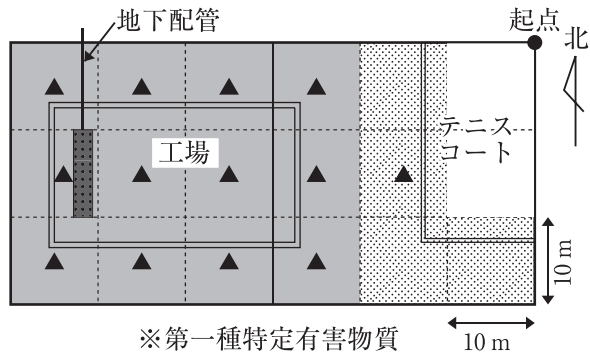 地下配管
起点
北
工場
テニス
コート
10 m
10 m
※第一種特定有害物質